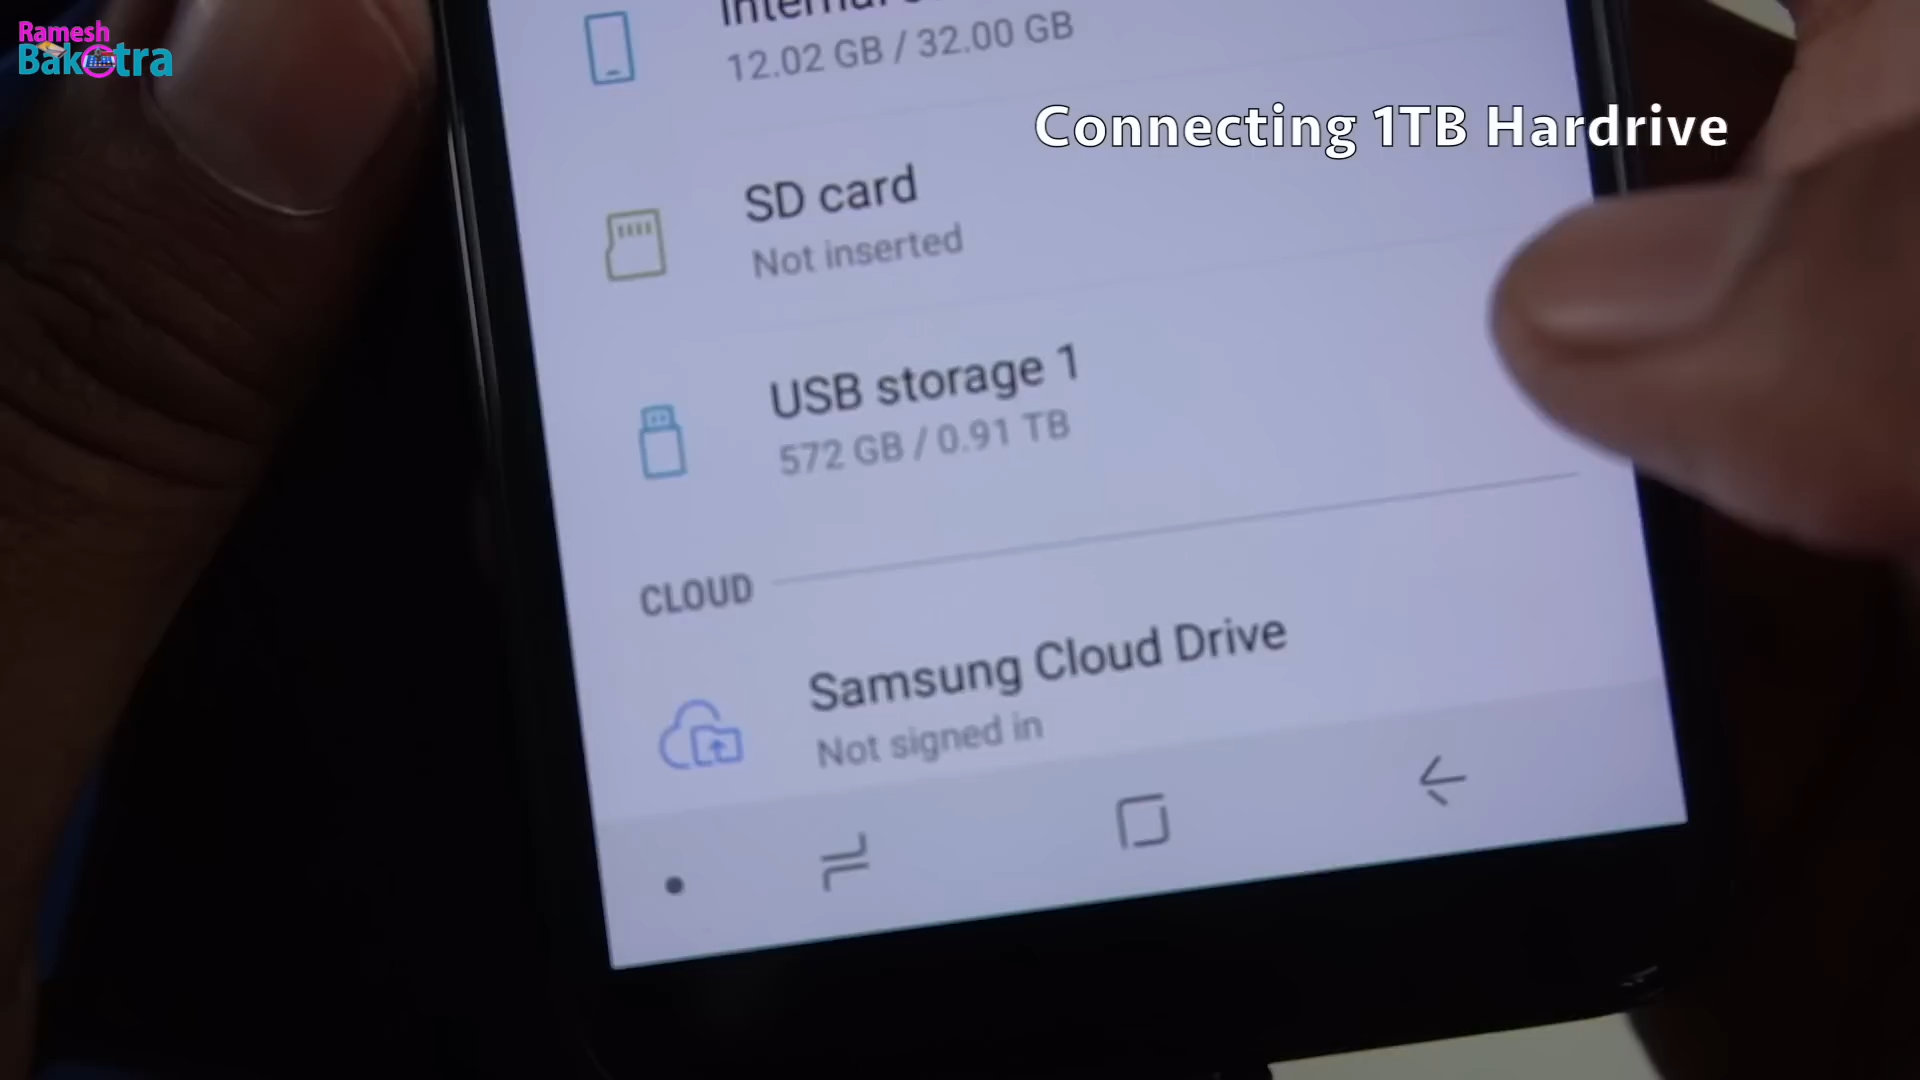 Ramesh
Bakotra
12.02 GB / 32.00 GB
Connecting 1TB Hardrive
SD card
Not inserted
USB storage 1
572 GB / 0.91 TB
CLOUD
Samsung Cloud Drive
Not signed in